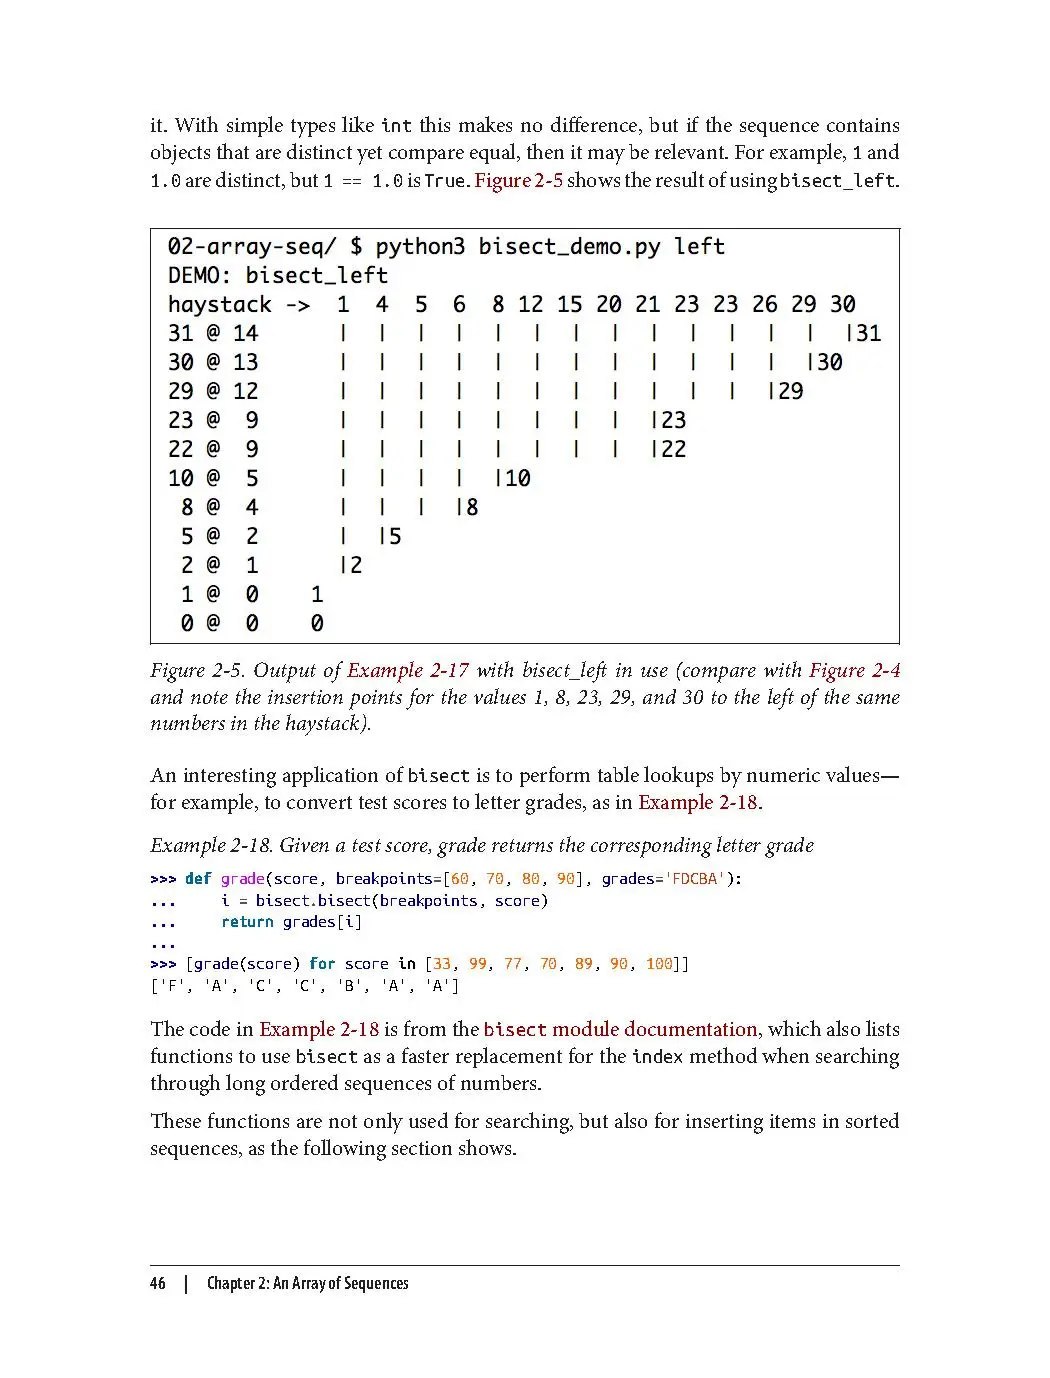 it. With simple types like int this makes no difference, but if the sequence contains
objects that are distinct yet compare equal, then it may be relevant. For example, 1 and
1.0 are distinct, but 1 == 1.0 is True. Figure 2-5 shows the result of using bisect_left.
02-array-seq/ $ python3 bisect_demo.py left
DEMO: bisect_left
haystack ->  1  4  5  6  8 12 15 20 21 23 23 26 29 30
31 @ 14      |  |  |  |  |  |  |  |  |  |  |  |  |  |31
30 @ 13      |  |  |  |  |  |  |  |  |  |  |  |  |30
29 @ 12      |  |  |  |  |  |  |  |  |  |  |  |29
23 @  9      |  |  |  |  |  |  |  |  |23
22 @  9      |  |  |  |  |  |  |  |  |22
10 @  5      |  |  |  |  |10
 8 @  4      |  |  |  |8
 5 @  2      |  |5
 2 @  1      |2
 1 @  0    1
 0 @  0    0
Figure 2-5. Output of Example 2-17 with bisect_left in use (compare with Figure 2-4
and note the insertion points for the values 1, 8, 23, 29, and 30 to the left of the same
numbers in the haystack).
An interesting application of bisect is to perform table lookups by numeric values—
for example, to convert test scores to letter grades, as in Example 2-18.
Example 2-18. Given a test score, grade returns the corresponding letter grade
>>> def grade(score, breakpoints=[60, 70, 80, 90], grades='FDCBA'):
...     i = bisect.bisect(breakpoints, score)
...     return grades[i]
...
>>> [grade(score) for score in [33, 99, 77, 70, 89, 90, 100]]
['F', 'A', 'C', 'C', 'B', 'A', 'A']
The code in Example 2-18 is from the bisect module documentation, which also lists
functions to use bisect as a faster replacement for the index method when searching
through long ordered sequences of numbers.
These functions are not only used for searching, but also for inserting items in sorted
sequences, as the following section shows.
46 | Chapter 2: An Array of Sequences